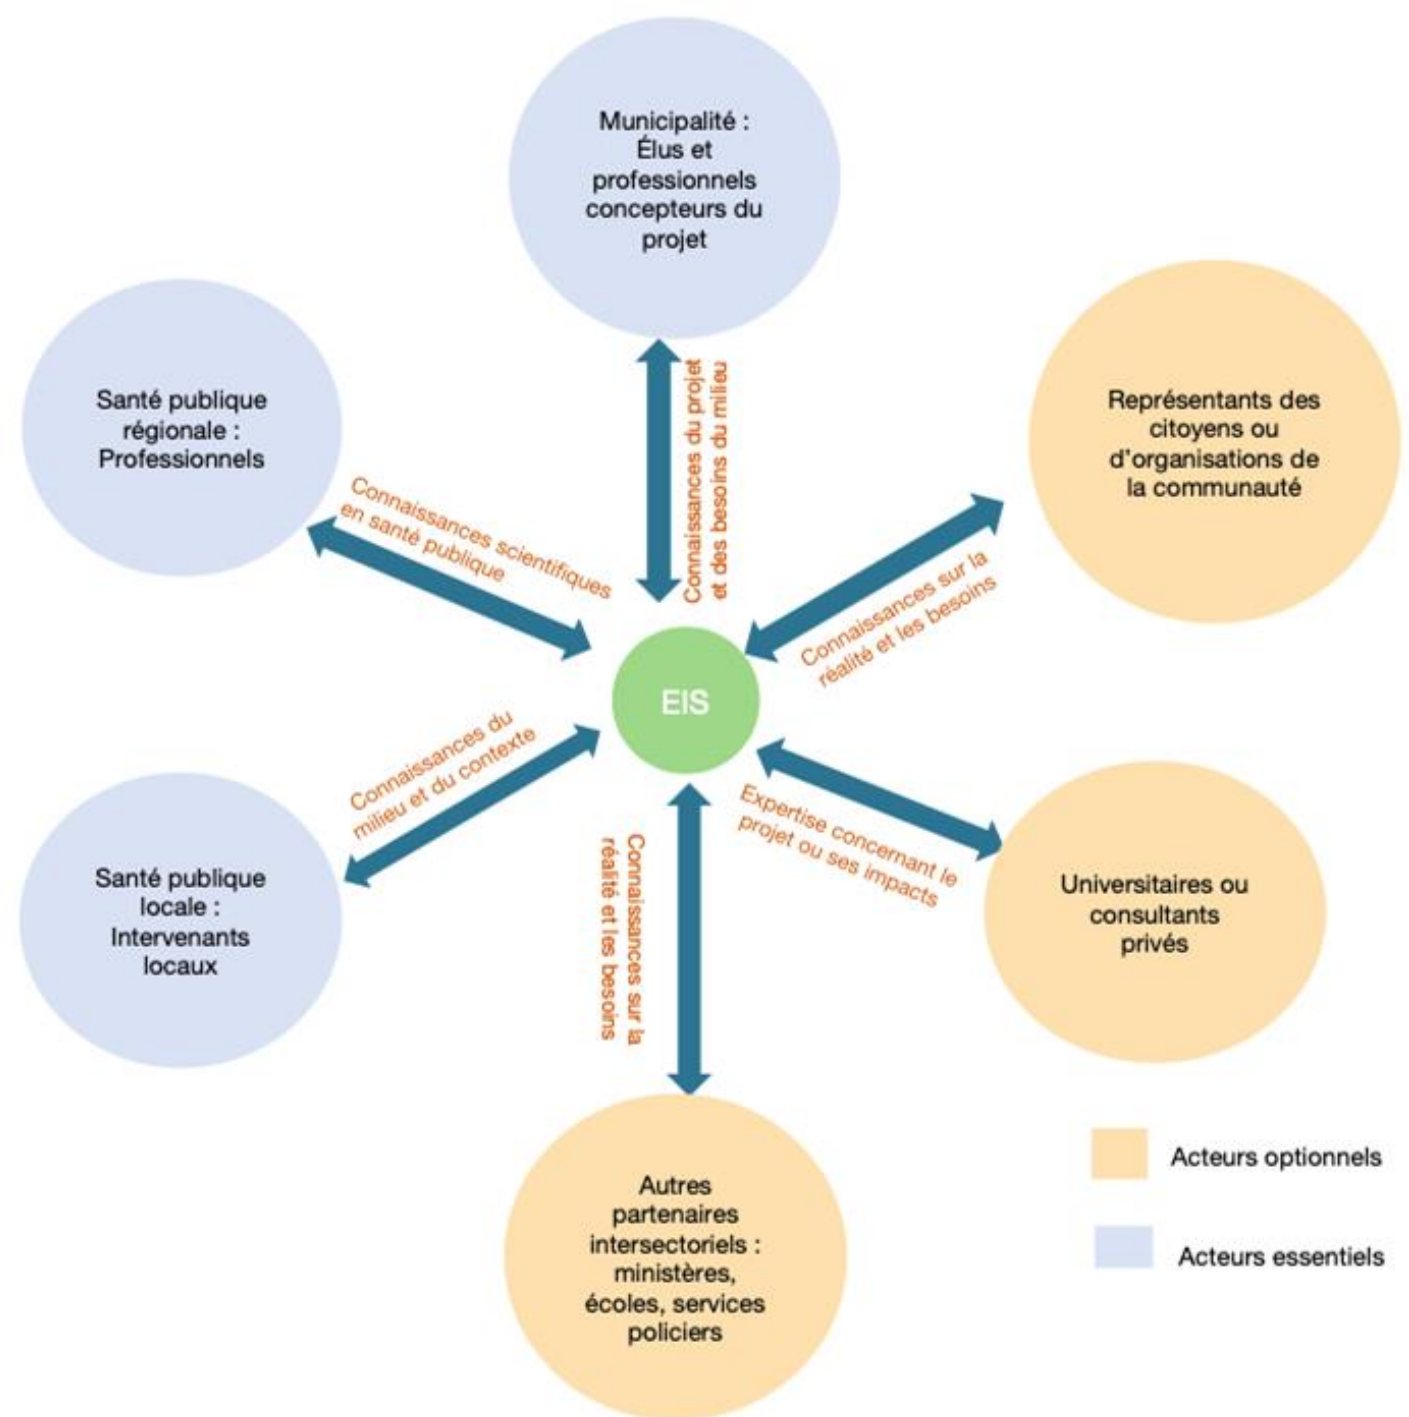 Municipalité :
Élus et
professionnels
concepteurs du
projet
Santé publique
régionale :
Professionnels
Représentants des
citoyens ou
d'organisations de
la communauté
Connaissances du projet
et des besoins du milieu
Connaissances scientifiques
en santé publique
Connaissances sur la
réalité et les besoins
EIS
Connaissances du
milieu et du contexte
Expertise concernant le
projet ou ses impacts
Connaissances sur la
réalité et les besoins
Santé publique
locale :
Intervenants
locaux
Universitaires ou
consultants
privés
Autres
partenaires
intersectoriels :
ministères,
écoles, services
policiers
Acteurs optionnels
Acteurs essentiels